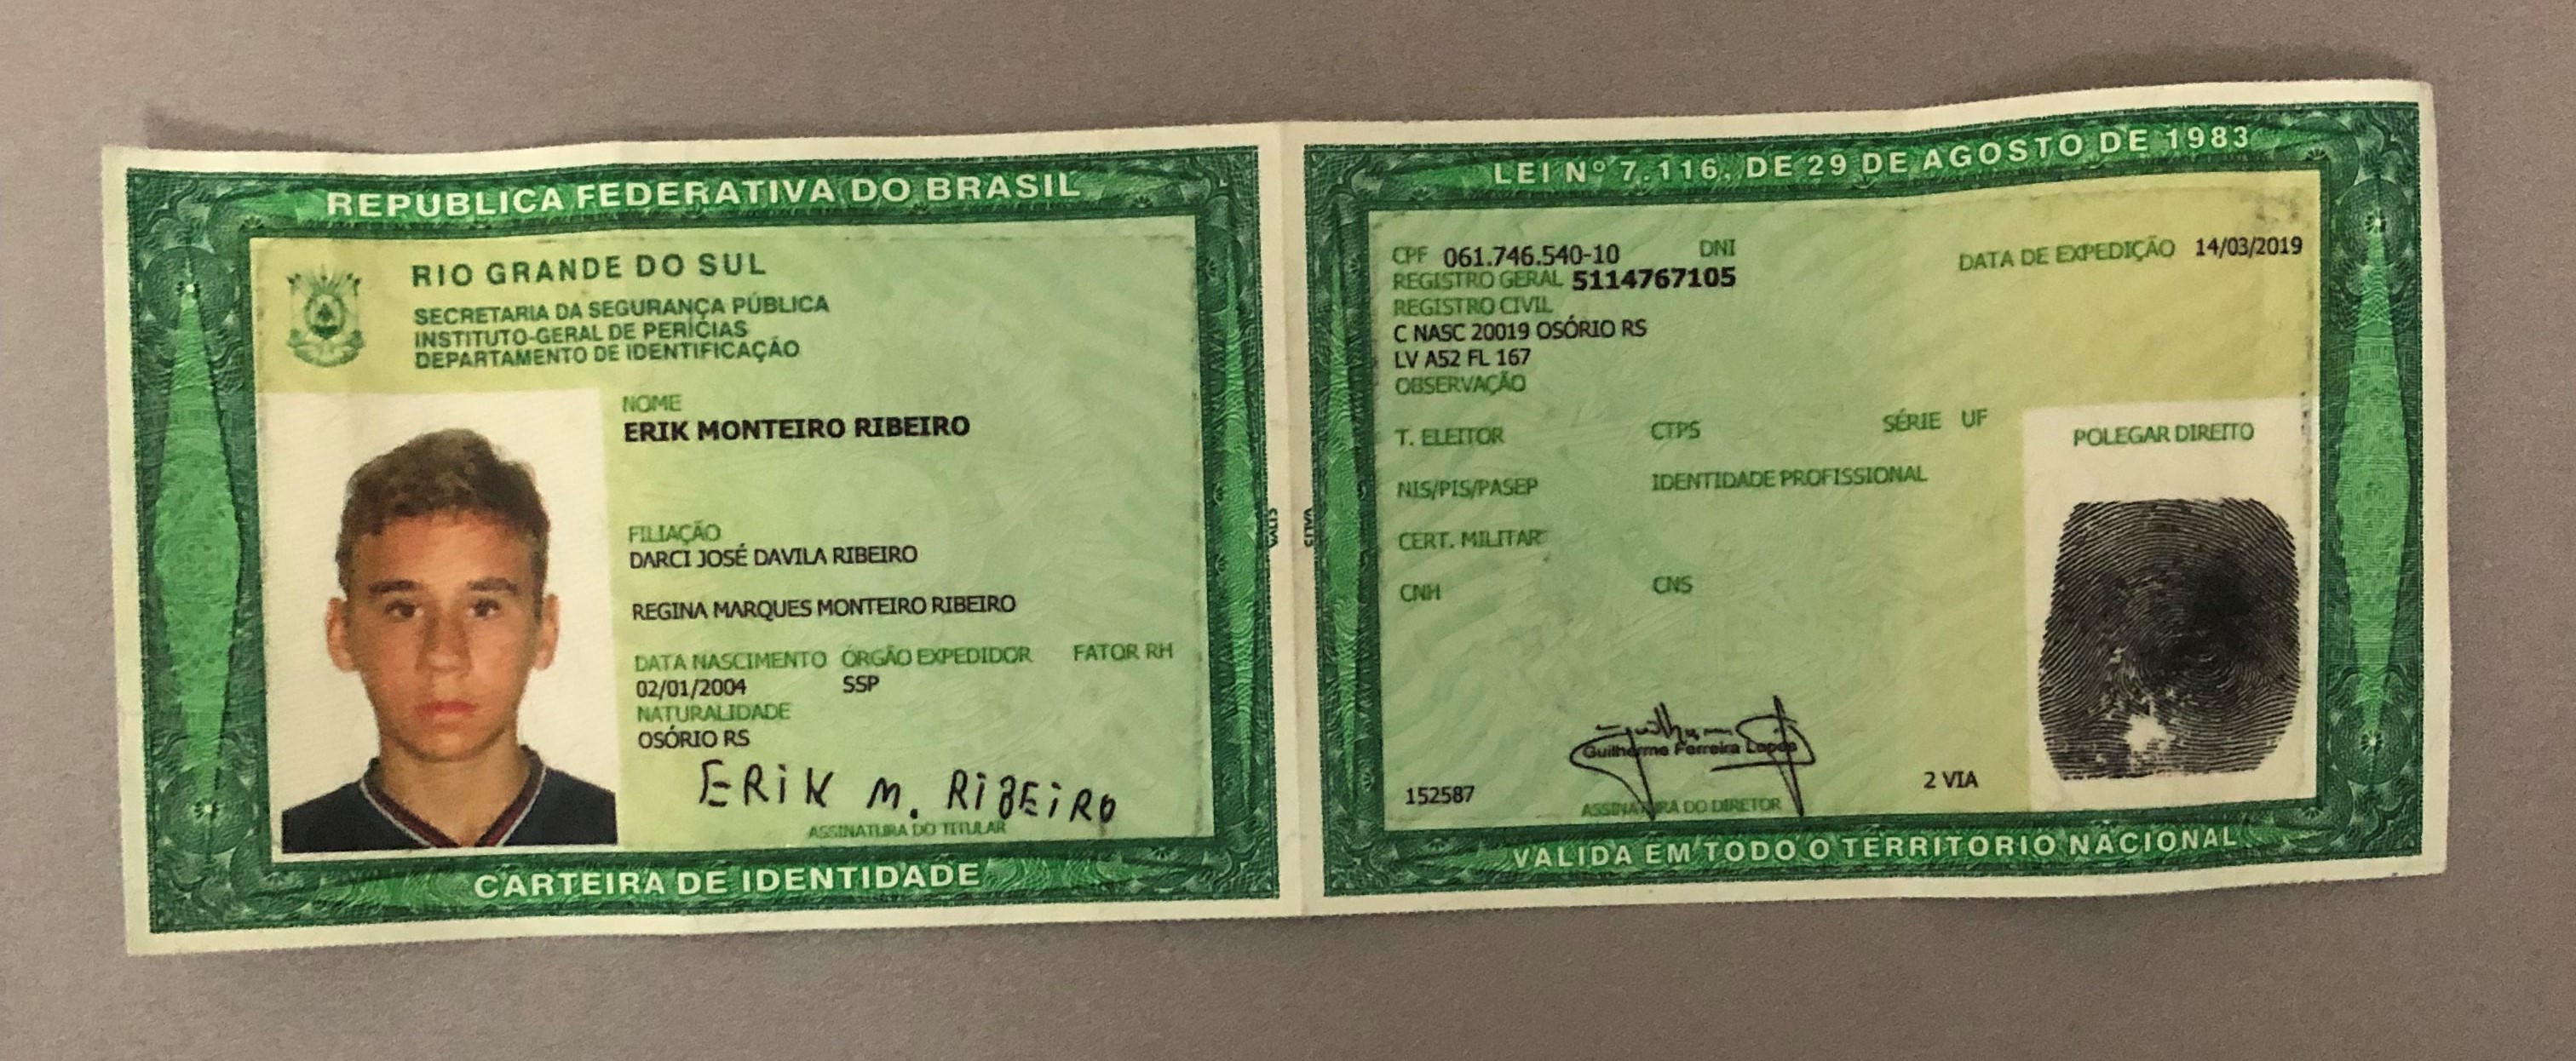 REPUBLICA FEDERATIVA DO BRASIL
RIO GRANDE DO SUL
SECRETARIA DA SEGURANÇA PÚBLICA
INSTITUTO-GERAL DE PERÍCIAS
DEPARTAMENTO DE IDENTIFICAÇÃO
NOME
ERIK MONTEIRO RIBEIRO
FILIAÇÃO
DARCI JOSÉ DAVILA RIBEIRO
REGINA MARQUES MONTEIRO RIBEIRO
DATA NASCIMENTO ÓRGÃO EXPEDIDOR FATOR RH
02/01/2004 SSP
NATURALIDADE
OSÓRIO RS
ERIK M. RIBEIRO
ASSINATURA DO TITULAR
CARTEIRA DE IDENTIDADE
LEI Nº 7.116, DE 29 DE AGOSTO DE 1983
CPF 061.746.540-10 DNI DATA DE EXPEDIÇÃO 14/03/2019
REGISTRO GERAL 5114767105
REGISTRO CIVIL
C NASC 20019 OSÓRIO RS
LV A52 FL 167
OBSERVAÇÃO
T. ELEITOR CTPS SÉRIE UF
POLEGAR DIREITO
NIS/PIS/PASEP IDENTIDADE PROFISSIONAL
CERT. MILITAR
CNH CNS
Guilherme Ferreira Lopes
152587 2 VIA
ASSINATURA DO DIRETOR
VALIDA EM TODO O TERRITORIO NACIONAL